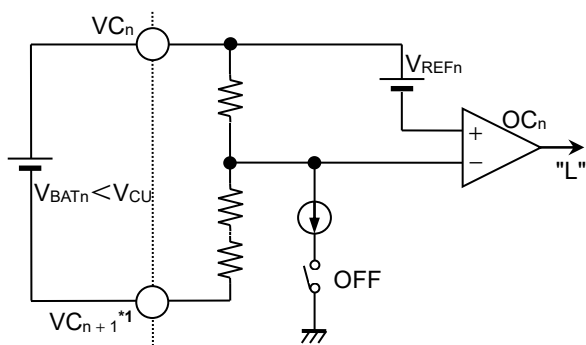 VCn
VREFn
OCn
+
−
"L"
VBATn<VCU
OFF
VCn+1*1